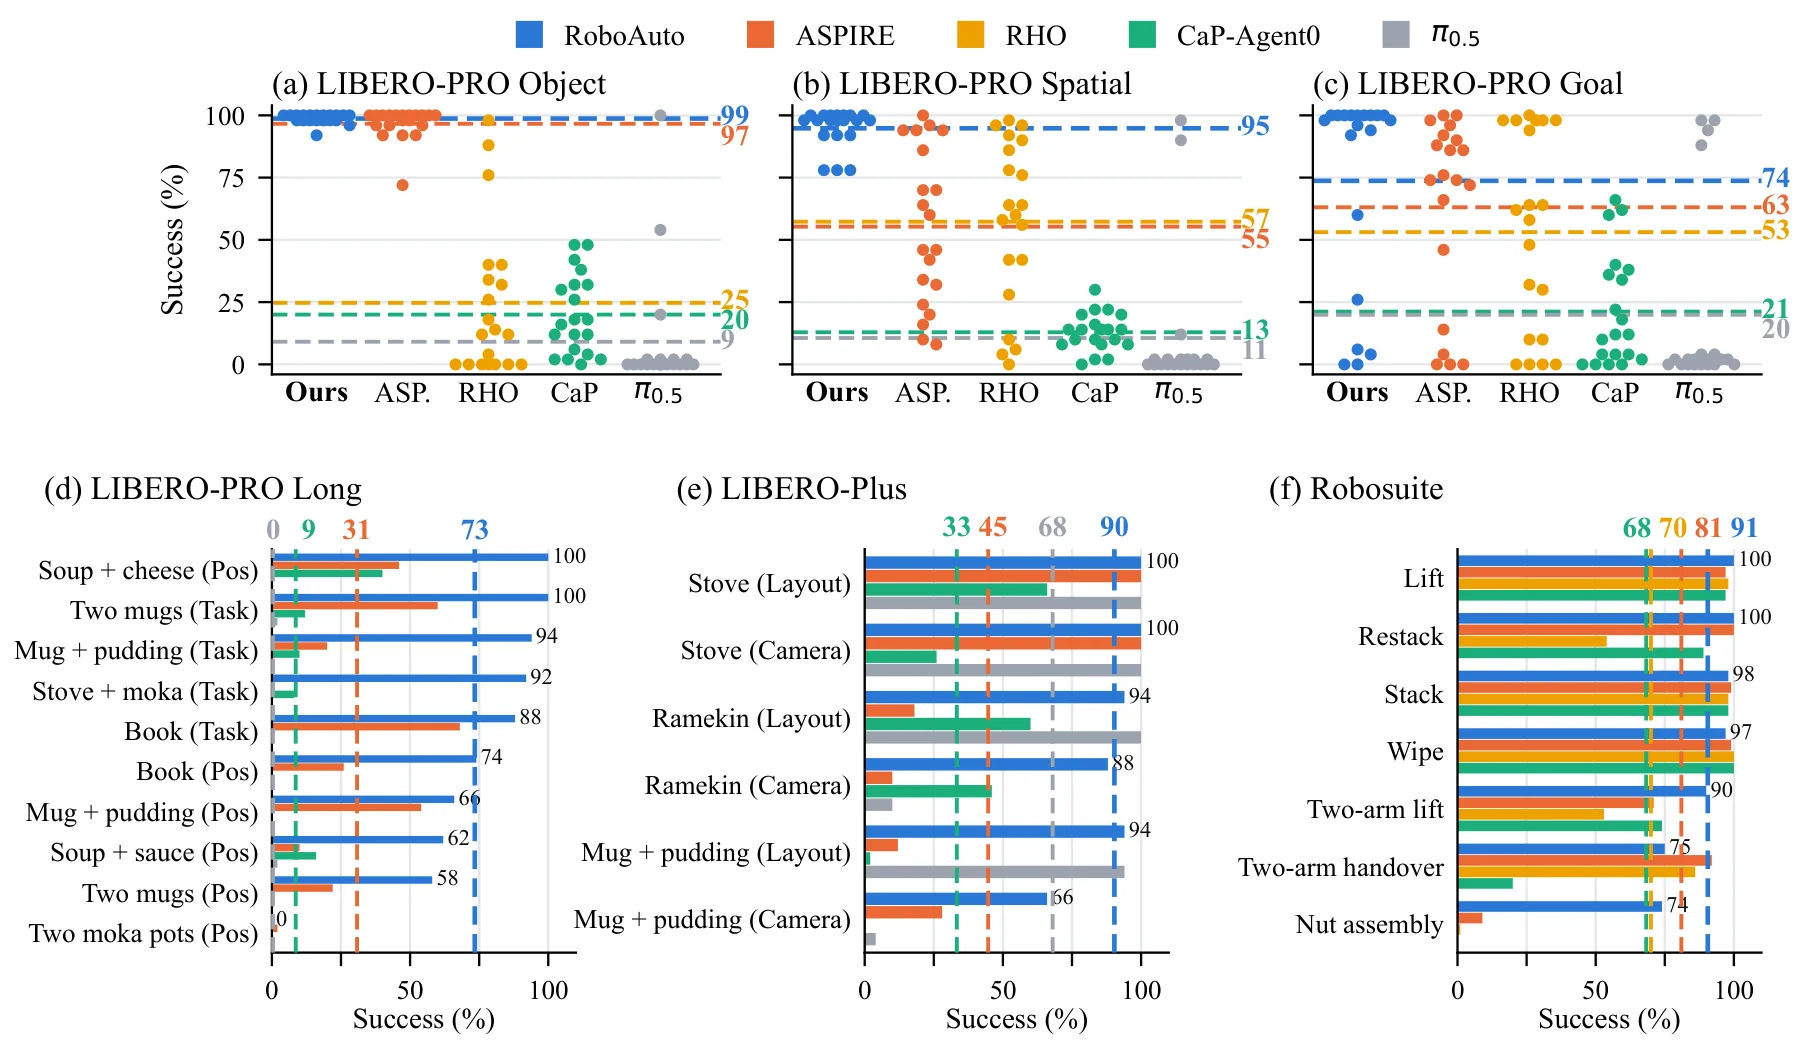 RoboAuto ASPIRE RHO CaP-Agent0 π0.5
(a) LIBERO-PRO Object
(b) LIBERO-PRO Spatial
(c) LIBERO-PRO Goal
Success (%)
100
75
50
25
0
99
97
25
20
9
Ours ASP. RHO CaP π0.5
95
57
55
13
11
Ours ASP. RHO CaP π0.5
74
63
53
21
20
Ours ASP. RHO CaP π0.5
(d) LIBERO-PRO Long
0 9 31 73
Soup + cheese (Pos) 100
Two mugs (Task) 100
Mug + pudding (Task) 94
Stove + moka (Task) 92
Book (Task) 88
Book (Pos) 74
Mug + pudding (Pos) 66
Soup + sauce (Pos) 62
Two mugs (Pos) 58
Two moka pots (Pos) 0
0 50 100
Success (%)
(e) LIBERO-Plus
33 45 68 90
Stove (Layout) 100
Stove (Camera) 100
Ramekin (Layout) 94
Ramekin (Camera) 88
Mug + pudding (Layout) 94
Mug + pudding (Camera) 66
0 50 100
Success (%)
(f) Robosuite
68 70 81 91
Lift 100
Restack 100
Stack 98
Wipe 97
Two-arm lift 90
Two-arm handover 75
Nut assembly 74
0 50 100
Success (%)